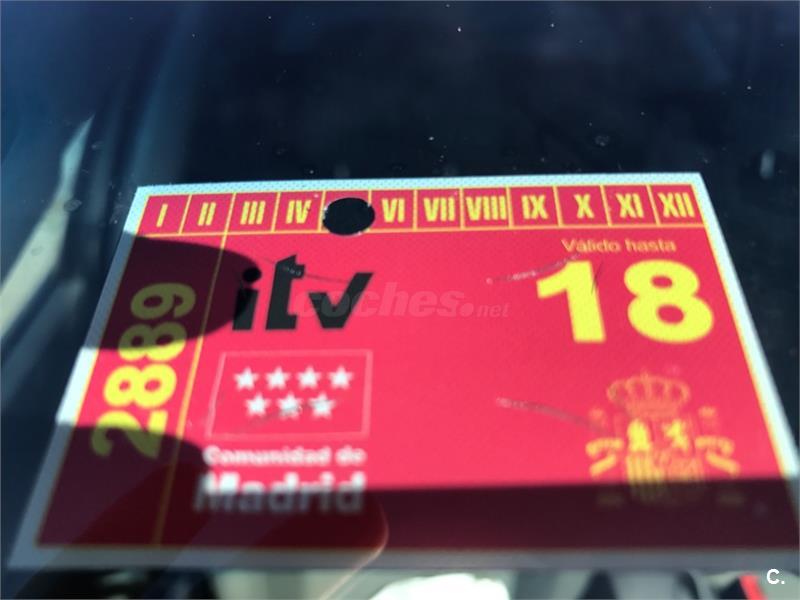 I II III IV VI VII VIII IX X XI XII
Válido hasta
itv
18
2889
Comunidad de
Madrid
coches.net
C.